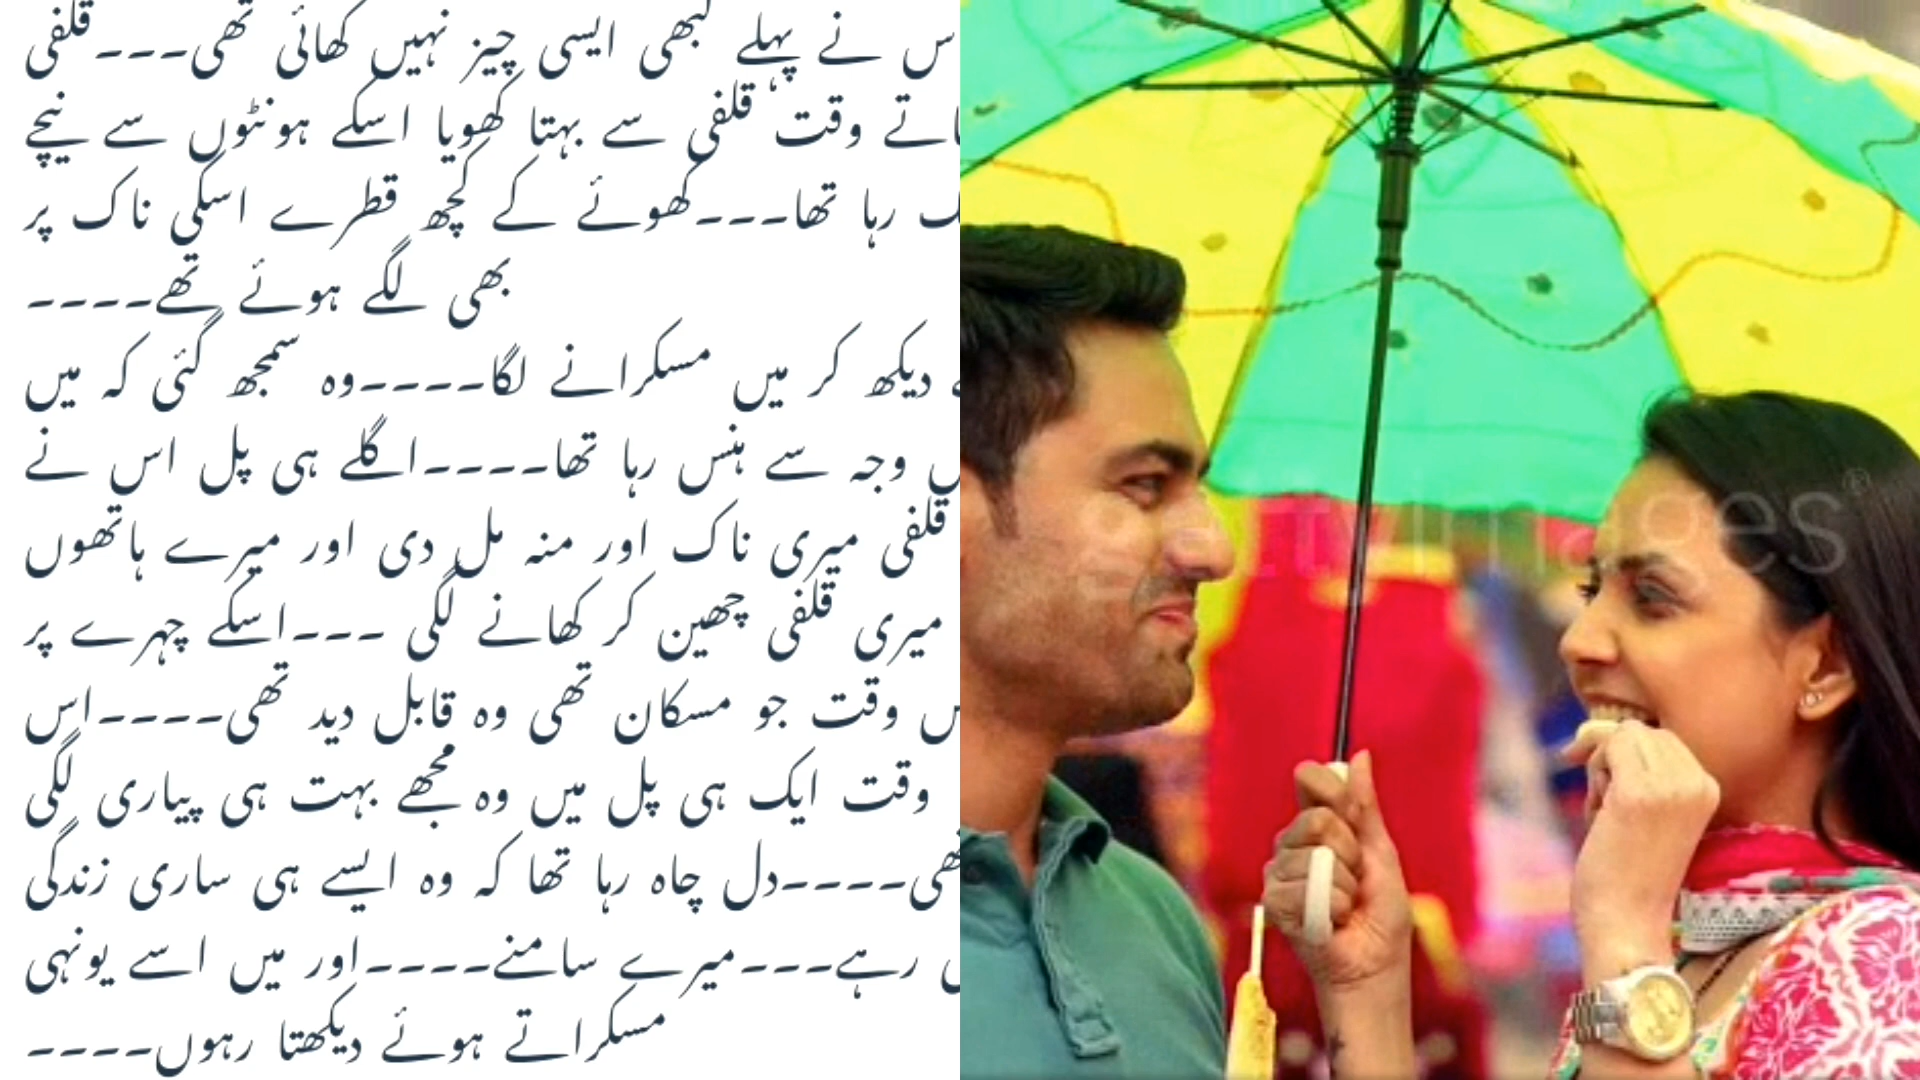 نے پہلے کبھی ایسی چیز نہیں کھائی تھی---قلفی
وقت قلفی سے بہتا کھویا اسکے ہونٹوں سے نیچے
رہا تھا---کھوئے کے کچھ قطرے اسکی ناک پر
بھی لگے ہوئے تھے----
دیکھ کر میں مسکرانے لگا----وہ سمجھ گئی کہ میں
وجہ سے ہنس رہا تھا----اگلے ہی پل اس نے
قلفی میری ناک اور منہ مل دی اور میرے ہاتھوں
میری قلفی چھین کر کھانے لگی ---اسکے چہرے پر
وقت جو مسکان تھی وہ قابل دید تھی----اس
وقت ایک ہی پل میں وہ مجھے بہت ہی پیاری لگی
تھی----دل چاہ رہا تھا کہ وہ ایسے ہی ساری زندگی
رہے---میرے سامنے----اور میں اسے یونہی
مسکراتے ہوئے دیکھتا رہوں----
gettyimages®